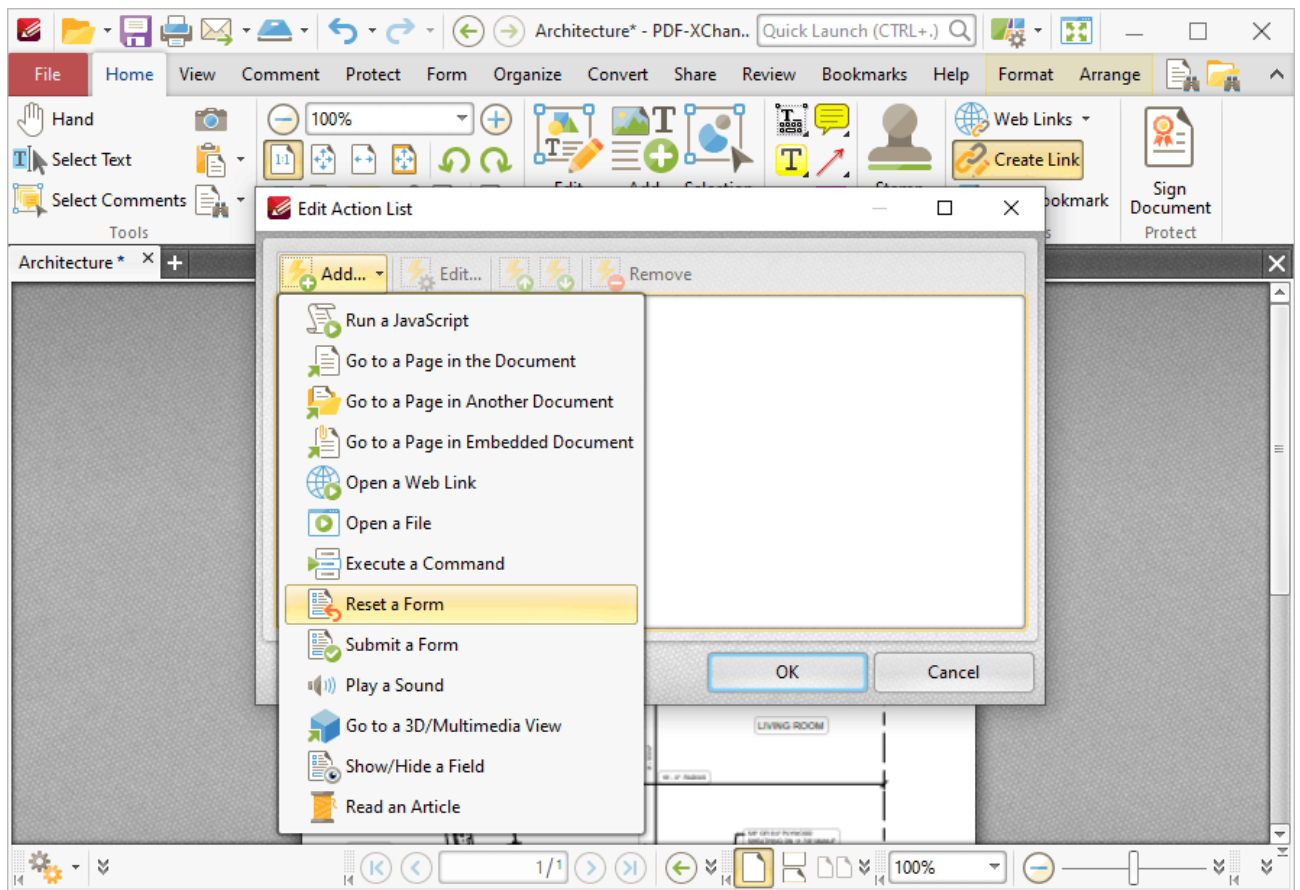 Architecture* - PDF-XChan..
Quick Launch (CTRL+.)
File Home View Comment Protect Form Organize Convert Share Review Bookmarks Help Format Arrange
Hand
100%
Web Links
Select Text
Create Link
Select Comments
Sign
Document
Tools
Protect
Architecture *
Edit Action List
Add... Edit... Remove
Run a JavaScript
Go to a Page in the Document
Go to a Page in Another Document
Go to a Page in Embedded Document
Open a Web Link
Open a File
Execute a Command
Reset a Form
Submit a Form
Play a Sound
Go to a 3D/Multimedia View
Show/Hide a Field
Read an Article
OK Cancel
LIVING ROOM
1/1
100%